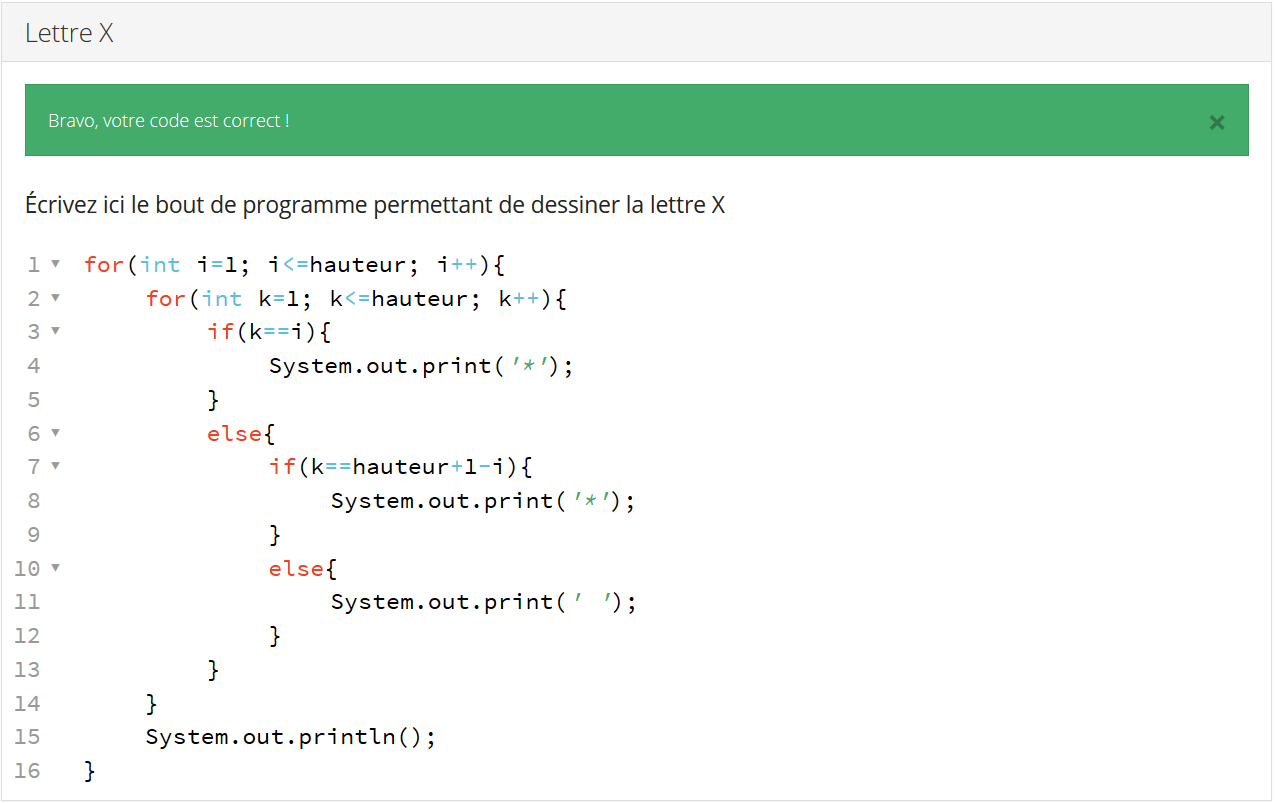 Lettre X
Bravo, votre code est correct !
×
Écrivez ici le bout de programme permettant de dessiner la lettre X
1 ▾ for(int i=1; i<=hauteur; i++){
2 ▾     for(int k=1; k<=hauteur; k++){
3 ▾         if(k==i){
4             System.out.print('*');
5         }
6 ▾         else{
7 ▾             if(k==hauteur+1-i){
8                 System.out.print('*');
9             }
10 ▾             else{
11                 System.out.print(' ');
12             }
13         }
14     }
15     System.out.println();
16 }